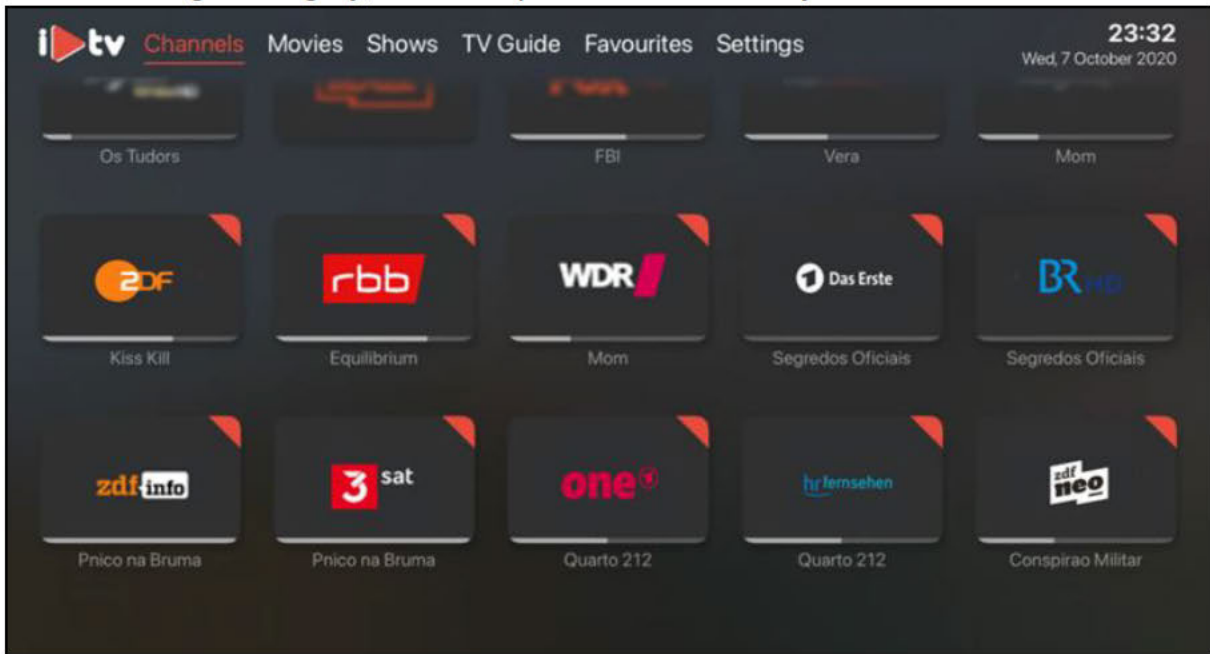 i tv Channels Movies Shows TV Guide Favourites Settings 23:32
Wed, 7 October 2020
Os Tudors FBI Vera Mom
ZDF rbb WDR Das Erste BR HD
Kiss Kill Equilibrium Mom Segredos Oficiais Segredos Oficiais
zdf info 3 sat one hr fernsehen zdf neo
Pnico na Bruma Pnico na Bruma Quarto 212 Quarto 212 Conspirao Militar